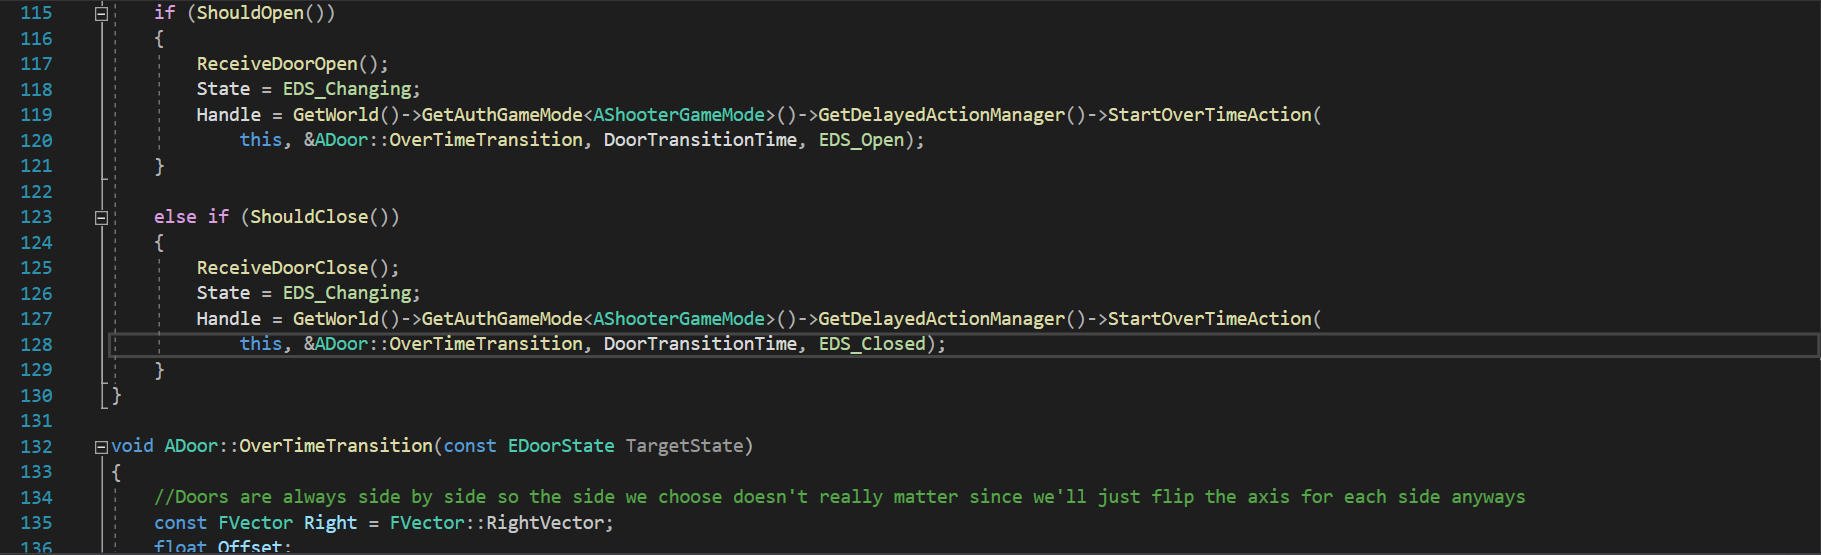 115 if (ShouldOpen())
116 {
117 ReceiveDoorOpen();
118 State = EDS_Changing;
119 Handle = GetWorld()->GetAuthGameMode<AShooterGameMode>()->GetDelayedActionManager()->StartOverTimeAction(
120 this, &ADoor::OverTimeTransition, DoorTransitionTime, EDS_Open);
121 }
122
123 else if (ShouldClose())
124 {
125 ReceiveDoorClose();
126 State = EDS_Changing;
127 Handle = GetWorld()->GetAuthGameMode<AShooterGameMode>()->GetDelayedActionManager()->StartOverTimeAction(
128 this, &ADoor::OverTimeTransition, DoorTransitionTime, EDS_Closed);
129 }
130 }
131
132 void ADoor::OverTimeTransition(const EDoorState TargetState)
133 {
134 //Doors are always side by side so the side we choose doesn't really matter since we'll just flip the axis for each side anyways
135 const FVector Right = FVector::RightVector;
136 float Offset;